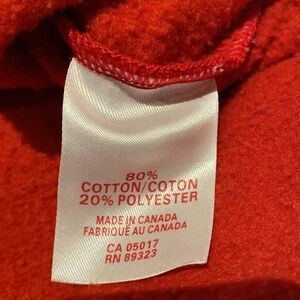 80%
COTTON/COTON
20% POLYESTER
MADE IN CANADA
FABRIQUÉ AU CANADA
CA 05017
RN 89323